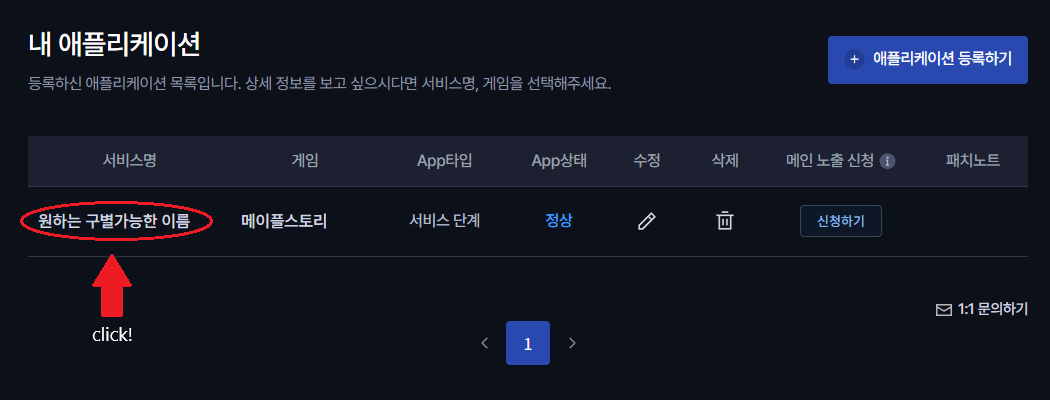 내 애플리케이션
등록하신 애플리케이션 목록입니다. 상세 정보를 보고 싶으시다면 서비스명, 게임을 선택해주세요.
+ 애플리케이션 등록하기
서비스명 게임 App타입 App상태 수정 삭제 메인 노출 신청 i 패치노트
원하는 구별가능한 이름 메이플스토리 서비스 단계 정상 신청하기
click!
1:1 문의하기
< 1 >